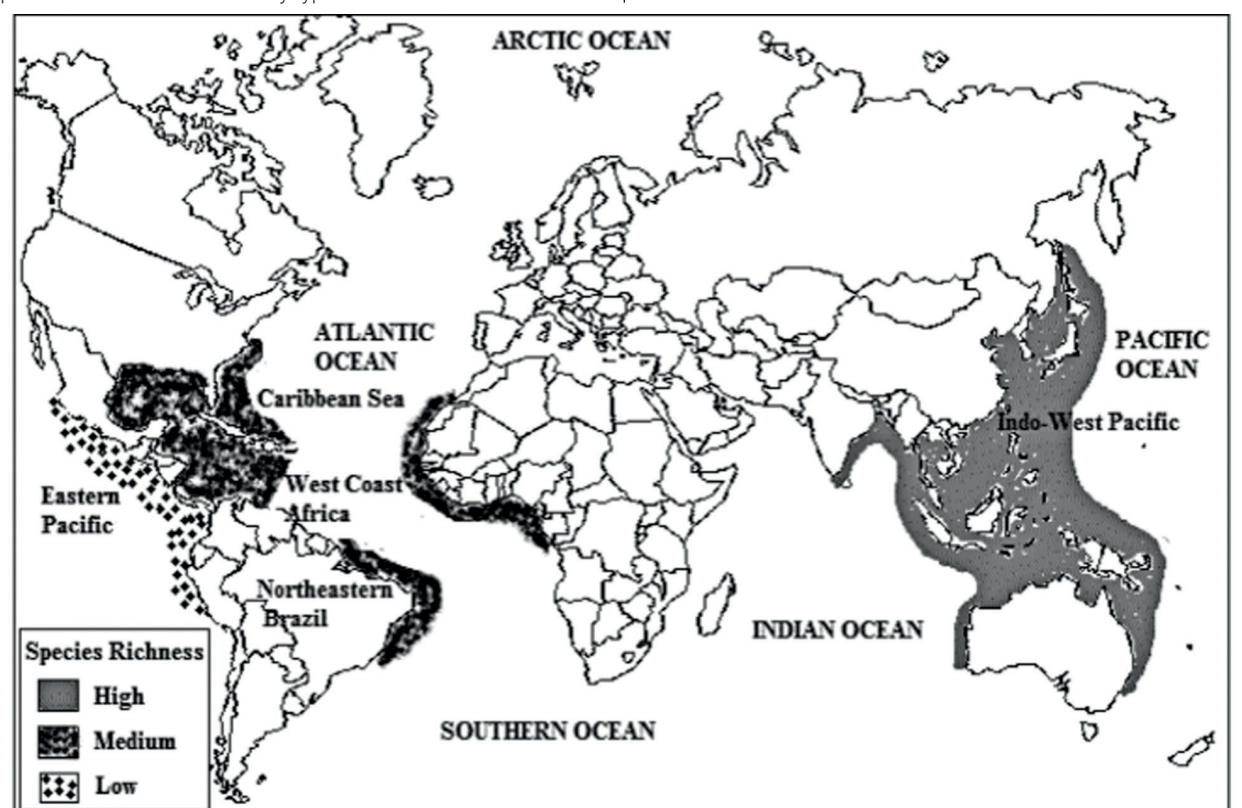 ARCTIC OCEAN
ATLANTIC
OCEAN
PACIFIC
OCEAN
Caribbean Sea
Indo-West Pacific
Eastern
Pacific
West Coast
Africa
Northeastern
Brazil
INDIAN OCEAN
SOUTHERN OCEAN
Species Richness
High
Medium
Low